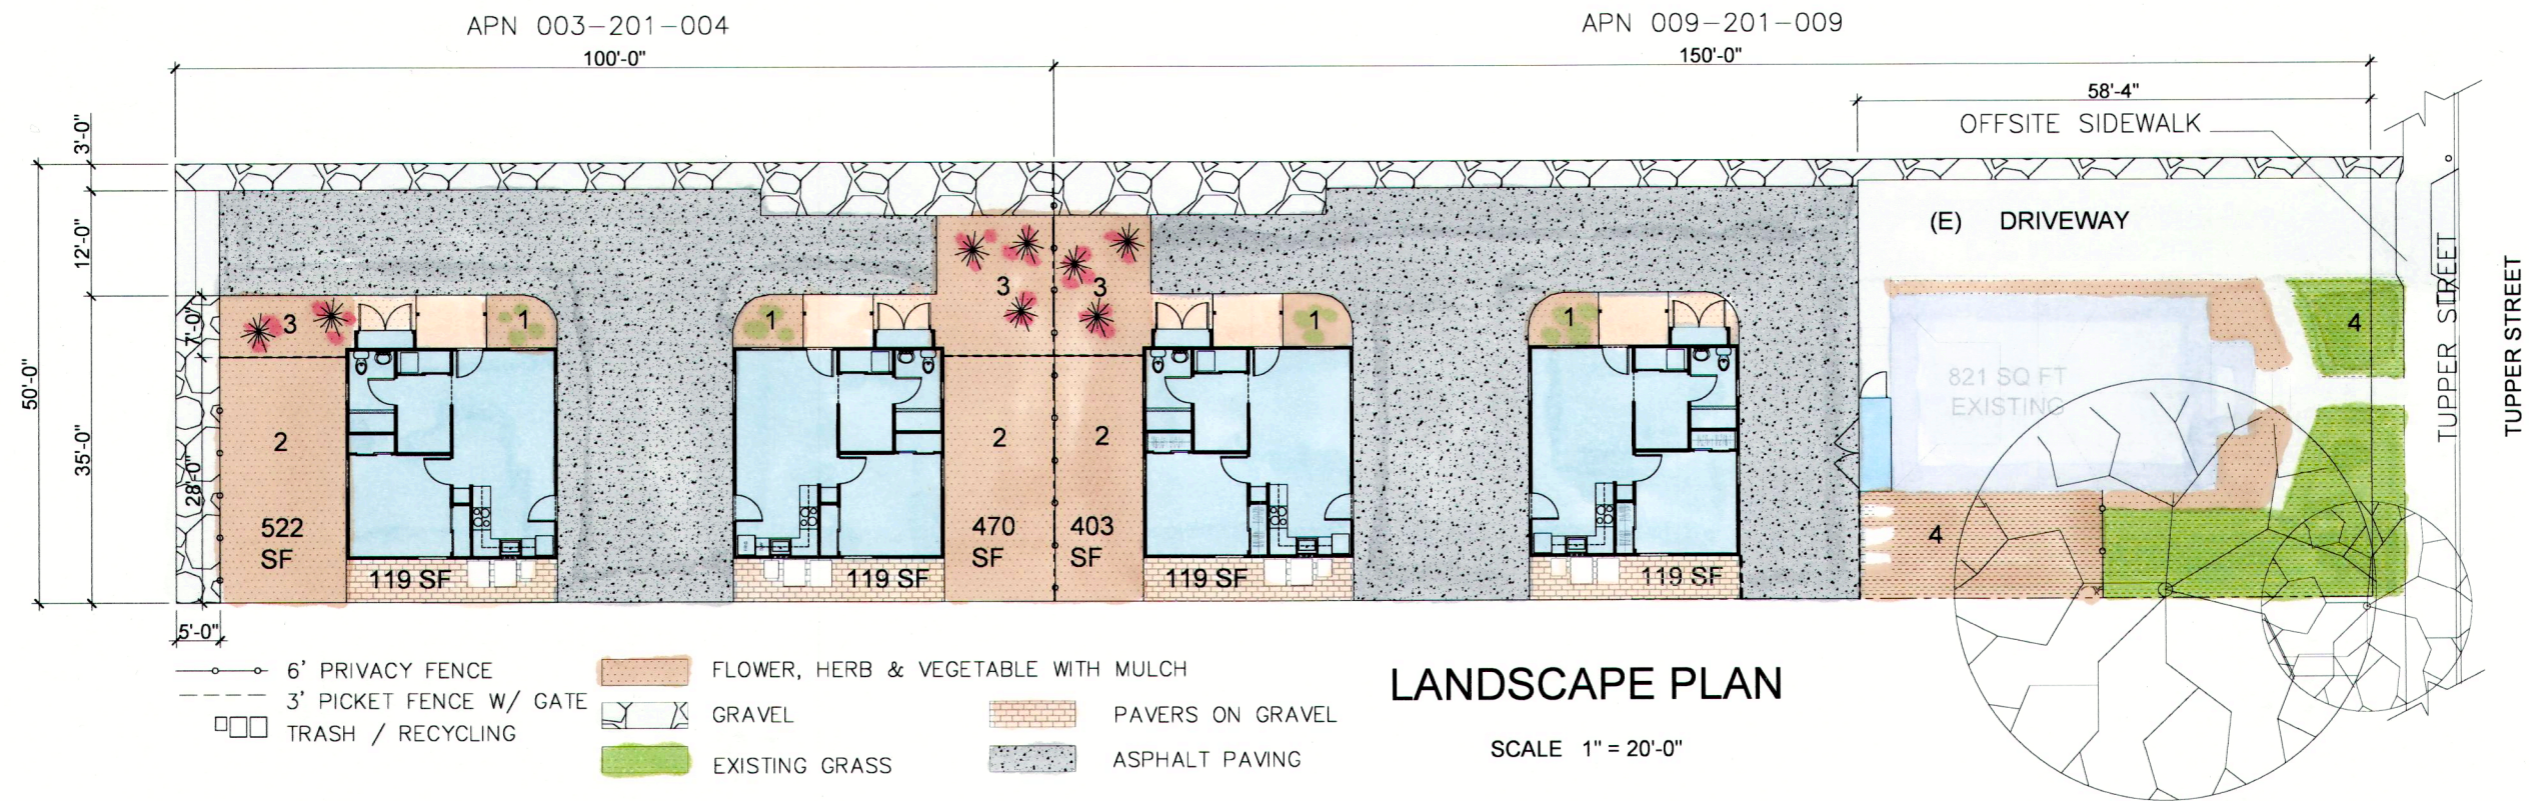 APN 003-201-004
APN 009-201-009
100'-0"
150'-0"
58'-4"
OFFSITE SIDEWALK
3'-0"
12'-0"
50'-0"
35'-0"
7'-0"
28'-0"
5'-0"
(E) DRIVEWAY
TUPPER STREET
TUPPER STREET
3
1
1
3
3
1
1
4
821 SQ FT
EXISTING
2
2
2
522
SF
470
SF
403
SF
4
119 SF
119 SF
119 SF
119 SF
6' PRIVACY FENCE
3' PICKET FENCE W/ GATE
TRASH / RECYCLING
FLOWER, HERB & VEGETABLE WITH MULCH
GRAVEL
EXISTING GRASS
PAVERS ON GRAVEL
ASPHALT PAVING
LANDSCAPE PLAN
SCALE 1" = 20'-0"